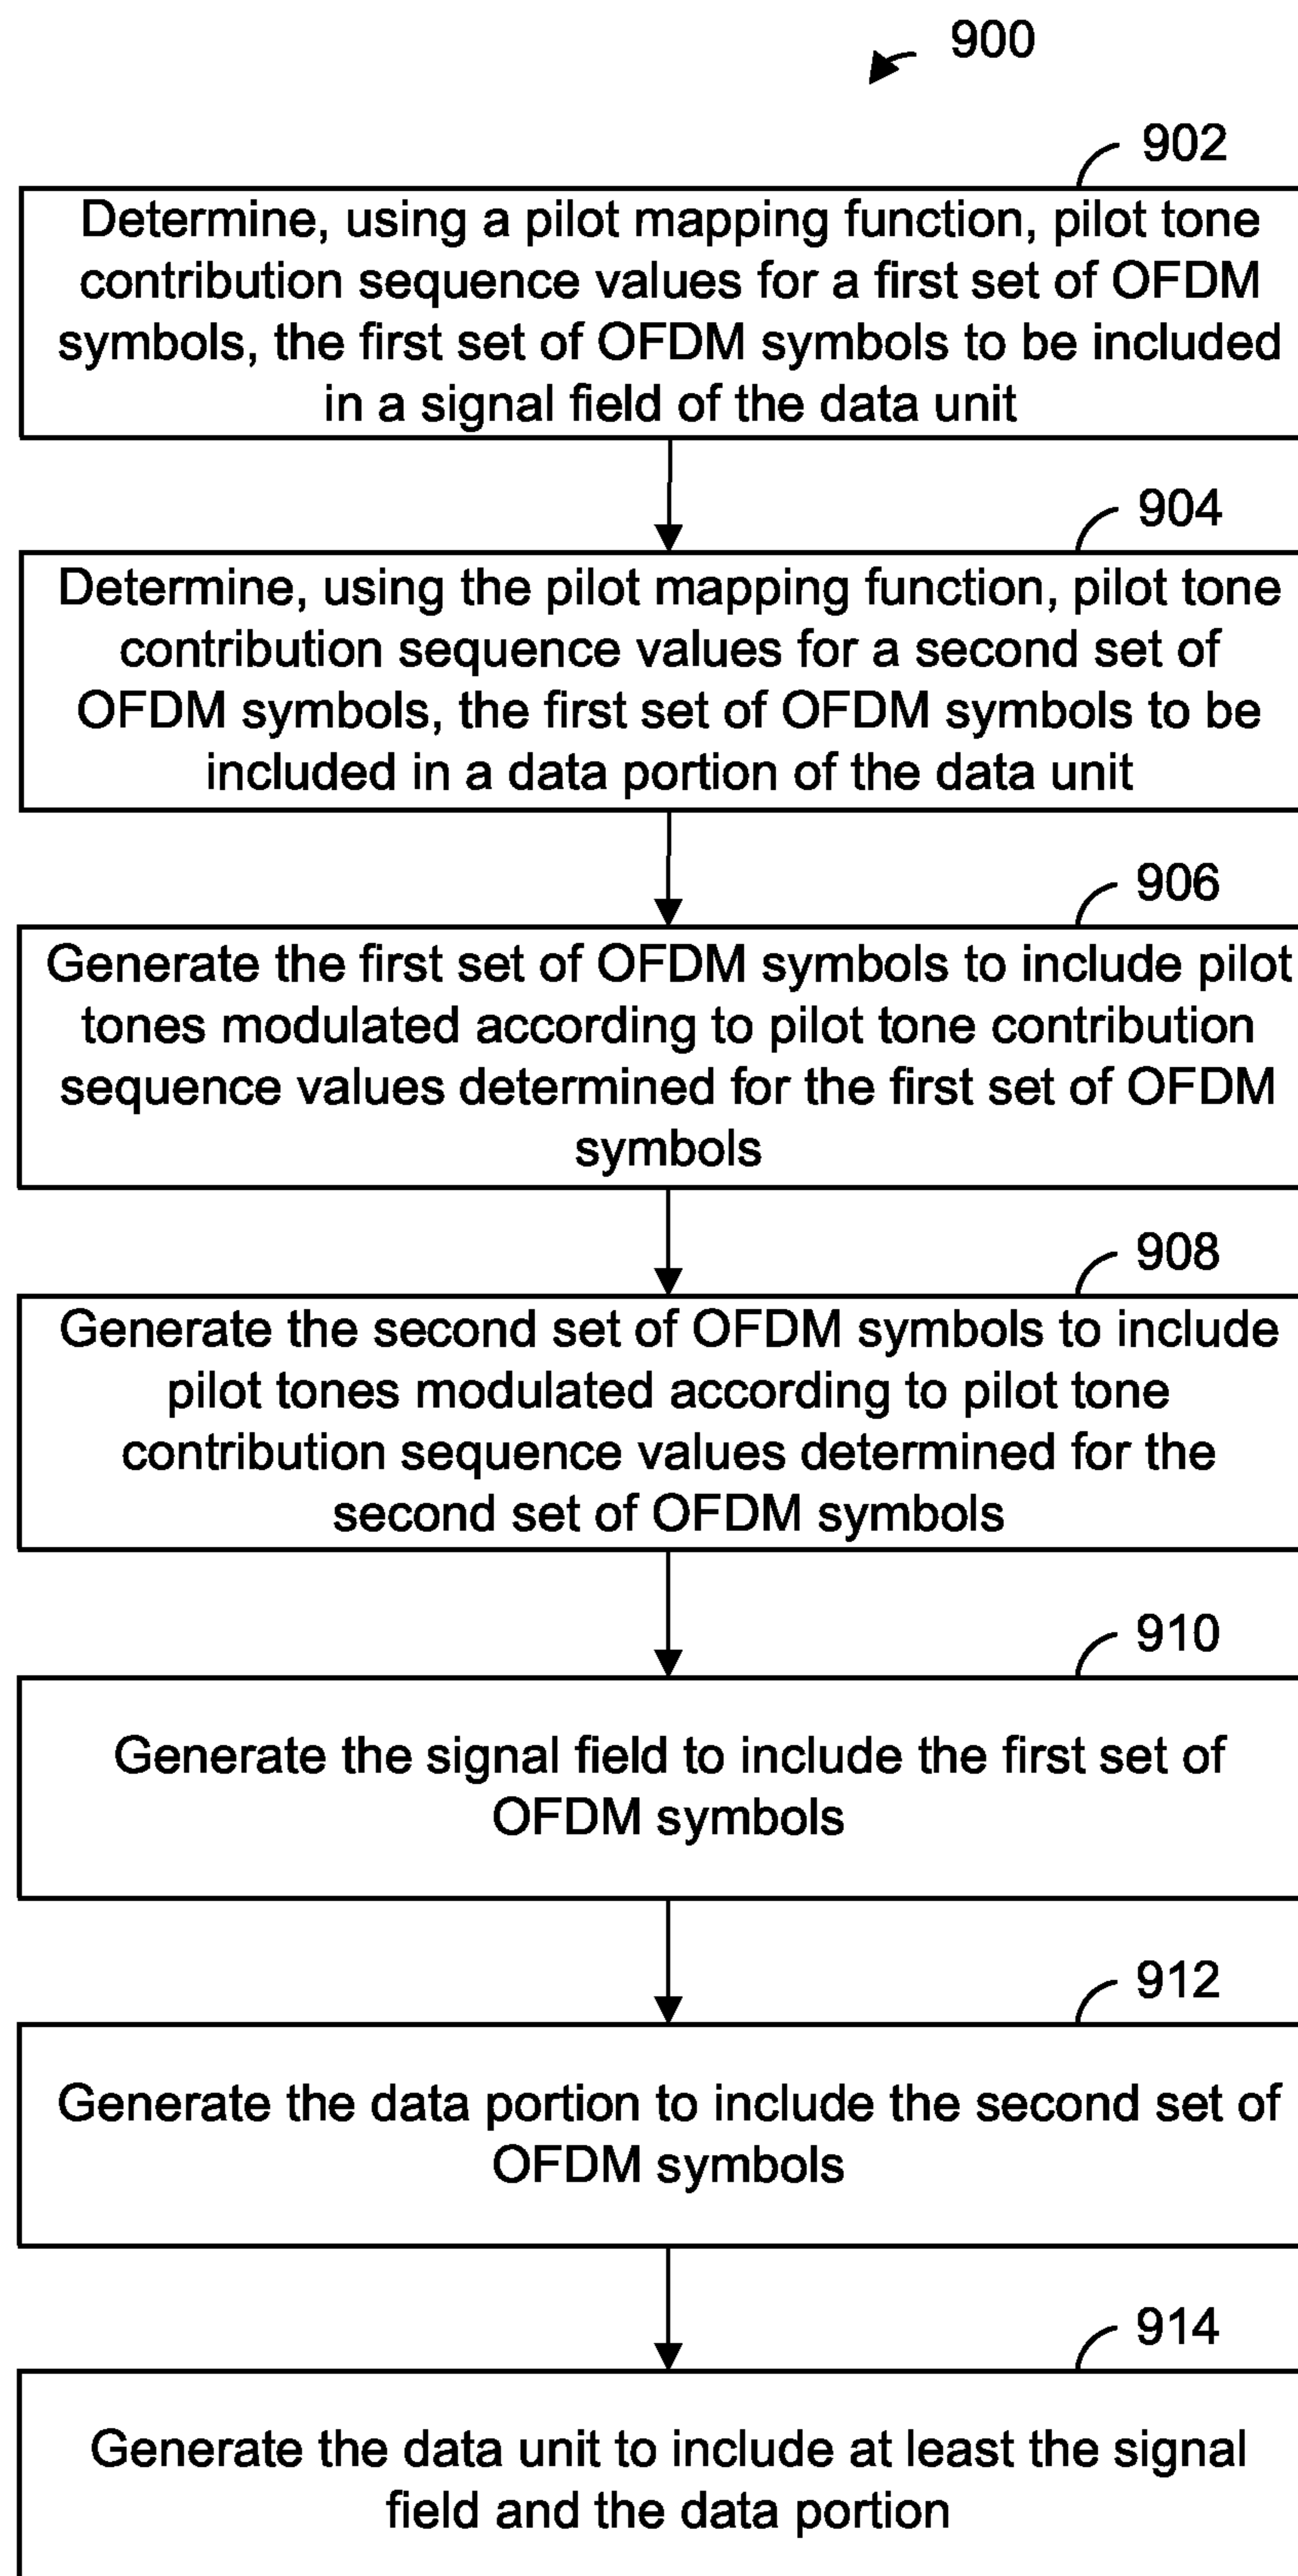 900
902
Determine, using a pilot mapping function, pilot tone
contribution sequence values for a first set of OFDM
symbols, the first set of OFDM symbols to be included
in a signal field of the data unit
904
Determine, using the pilot mapping function, pilot tone
contribution sequence values for a second set of
OFDM symbols, the first set of OFDM symbols to be
included in a data portion of the data unit
906
Generate the first set of OFDM symbols to include pilot
tones modulated according to pilot tone contribution
sequence values determined for the first set of OFDM
symbols
908
Generate the second set of OFDM symbols to include
pilot tones modulated according to pilot tone
contribution sequence values determined for the
second set of OFDM symbols
910
Generate the signal field to include the first set of
OFDM symbols
912
Generate the data portion to include the second set of
OFDM symbols
914
Generate the data unit to include at least the signal
field and the data portion